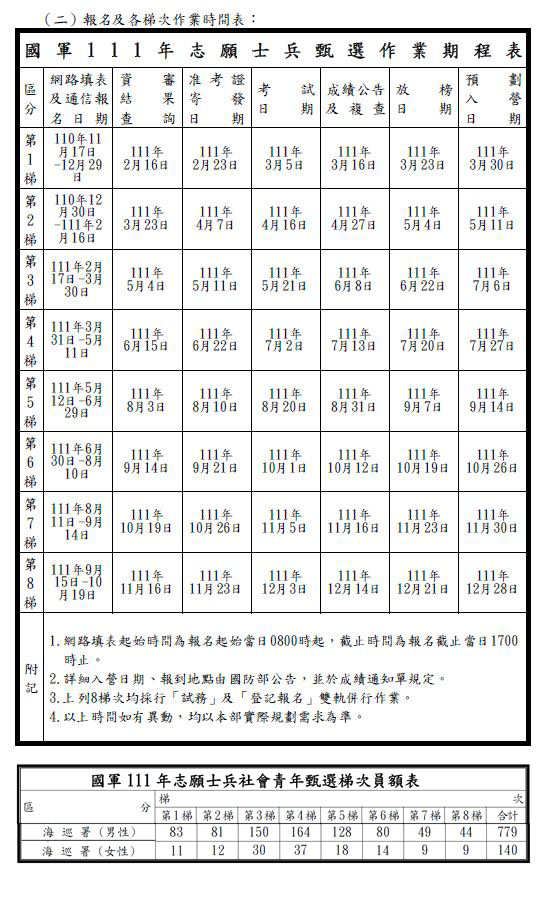 （二）報名及各梯次作業時間表：
國軍111年志願士兵甄選作業期程表
區分 網路填表及通信報名日期 資審結果查詢 准考證寄發日期 考試日期 成績公告及複查 放榜日期 預劃入營日期
第1梯 110年11月17日-12月29日 111年2月16日 111年2月23日 111年3月5日 111年3月16日 111年3月23日 111年3月30日
第2梯 110年12月30日-111年2月16日 111年3月23日 111年4月7日 111年4月16日 111年4月27日 111年5月4日 111年5月11日
第3梯 111年2月17日-3月30日 111年5月4日 111年5月11日 111年5月21日 111年6月8日 111年6月22日 111年7月6日
第4梯 111年3月31日-5月11日 111年6月15日 111年6月22日 111年7月2日 111年7月13日 111年7月20日 111年7月27日
第5梯 111年5月12日-6月29日 111年8月3日 111年8月10日 111年8月20日 111年8月31日 111年9月7日 111年9月14日
第6梯 111年6月30日-8月10日 111年9月14日 111年9月21日 111年10月1日 111年10月12日 111年10月19日 111年10月26日
第7梯 111年8月11日-9月14日 111年10月19日 111年10月26日 111年11月5日 111年11月16日 111年11月23日 111年11月30日
第8梯 111年9月15日-10月19日 111年11月16日 111年11月23日 111年12月3日 111年12月14日 111年12月21日 111年12月28日
附記
1.網路填表起始時間為報名起始當日0800時起，截止時間為報名截止當日1700
時止。
2.詳細入營日期、報到地點由國防部公告，並於成績通知單規定。
3.上列8梯次均採行「試務」及「登記報名」雙軌併行作業。
4.以上時間如有異動，均以本部實際規劃需求為準。
國軍111年志願士兵社會青年甄選梯次員額表
區分 梯次
第1梯 第2梯 第3梯 第4梯 第5梯 第6梯 第7梯 第8梯 合計
海巡署(男性) 83 81 150 164 128 80 49 44 779
海巡署(女性) 11 12 30 37 18 14 9 9 140